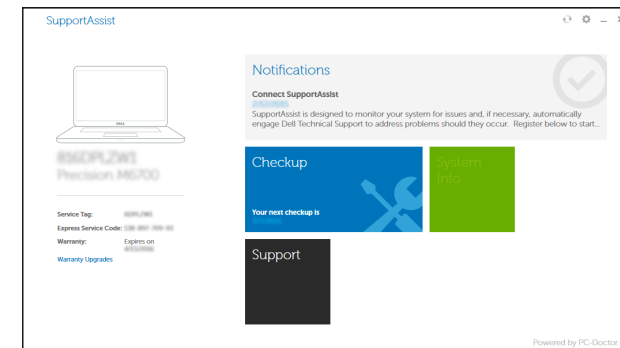 SupportAssist
Notifications
Connect SupportAssist
SupportAssist is designed to monitor your system for issues and, if necessary, automatically
engage Dell Technical Support to address problems should they occur. Register below to start...
DELL
Precision M6700
Checkup
System
Info
Your next checkup is
Service Tag:
Express Service Code:
Warranty: Expires on
Warranty Upgrades
Support
Powered by PC-Doctor